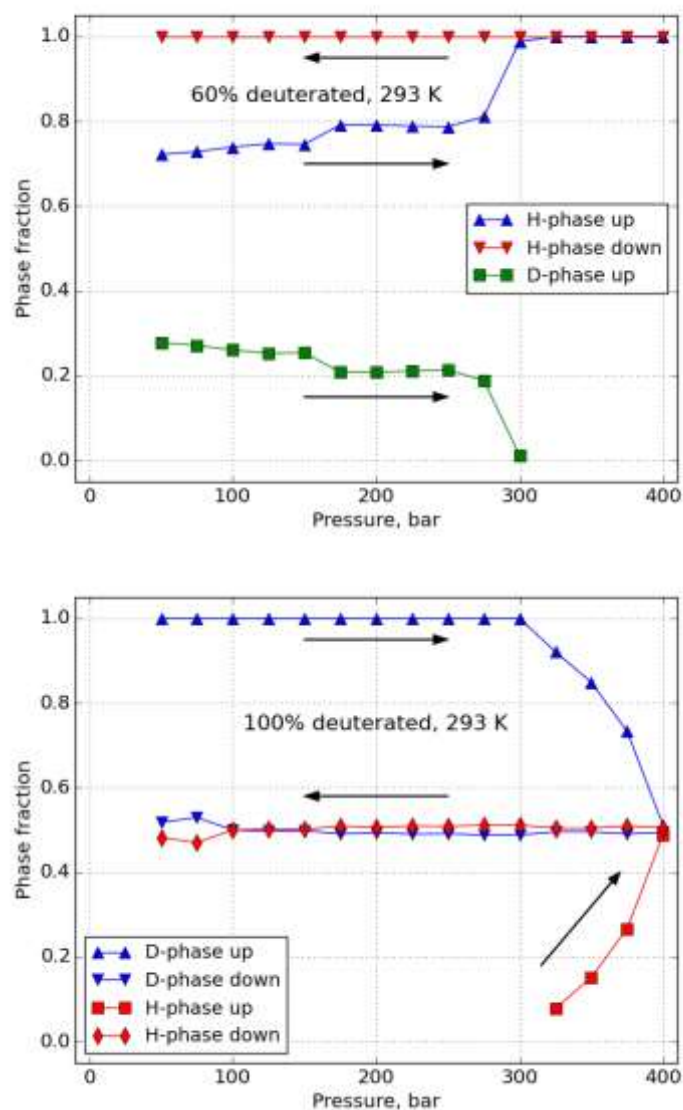 1.0
0.8
0.6
0.4
0.2
0.0
Phase fraction
60% deuterated, 293 K
H-phase up
H-phase down
D-phase up
0 100 200 300 400
Pressure, bar
1.0
0.8
0.6
0.4
0.2
0.0
Phase fraction
100% deuterated, 293 K
D-phase up
D-phase down
H-phase up
H-phase down
0 100 200 300 400
Pressure, bar